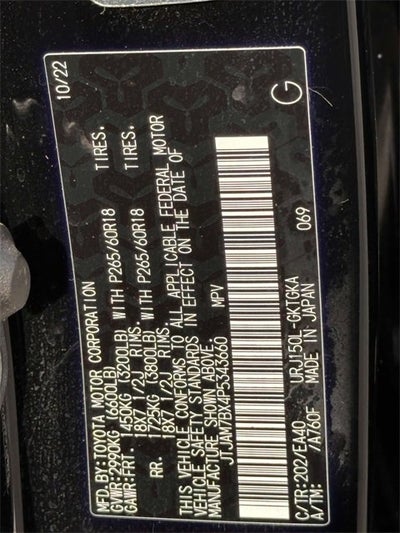 MFD.BY:TOYOTA MOTOR CORPORATION 10/22
GVWR:2990KG (6600LB)
GAWR:FRT. 1450KG (3200LB) WITH P265/60R18 TIRES.
18X7 1/2J RIMS.
RR. 1825KG (3800LB) WITH P265/60R18 TIRES.
18X7 1/2J RIMS.
THIS VEHICLE CONFORMS TO ALL APPLICABLE FEDERAL MOTOR
VEHICLE SAFETY STANDARDS IN EFFECT ON THE DATE OF
MANUFACTURE SHOWN ABOVE.
JTJAM7BX4P5343660 MPV
069 G
C/TR:202/EA40 URJ150L-GKTGKA
A/TM: /A760F MADE IN JAPAN